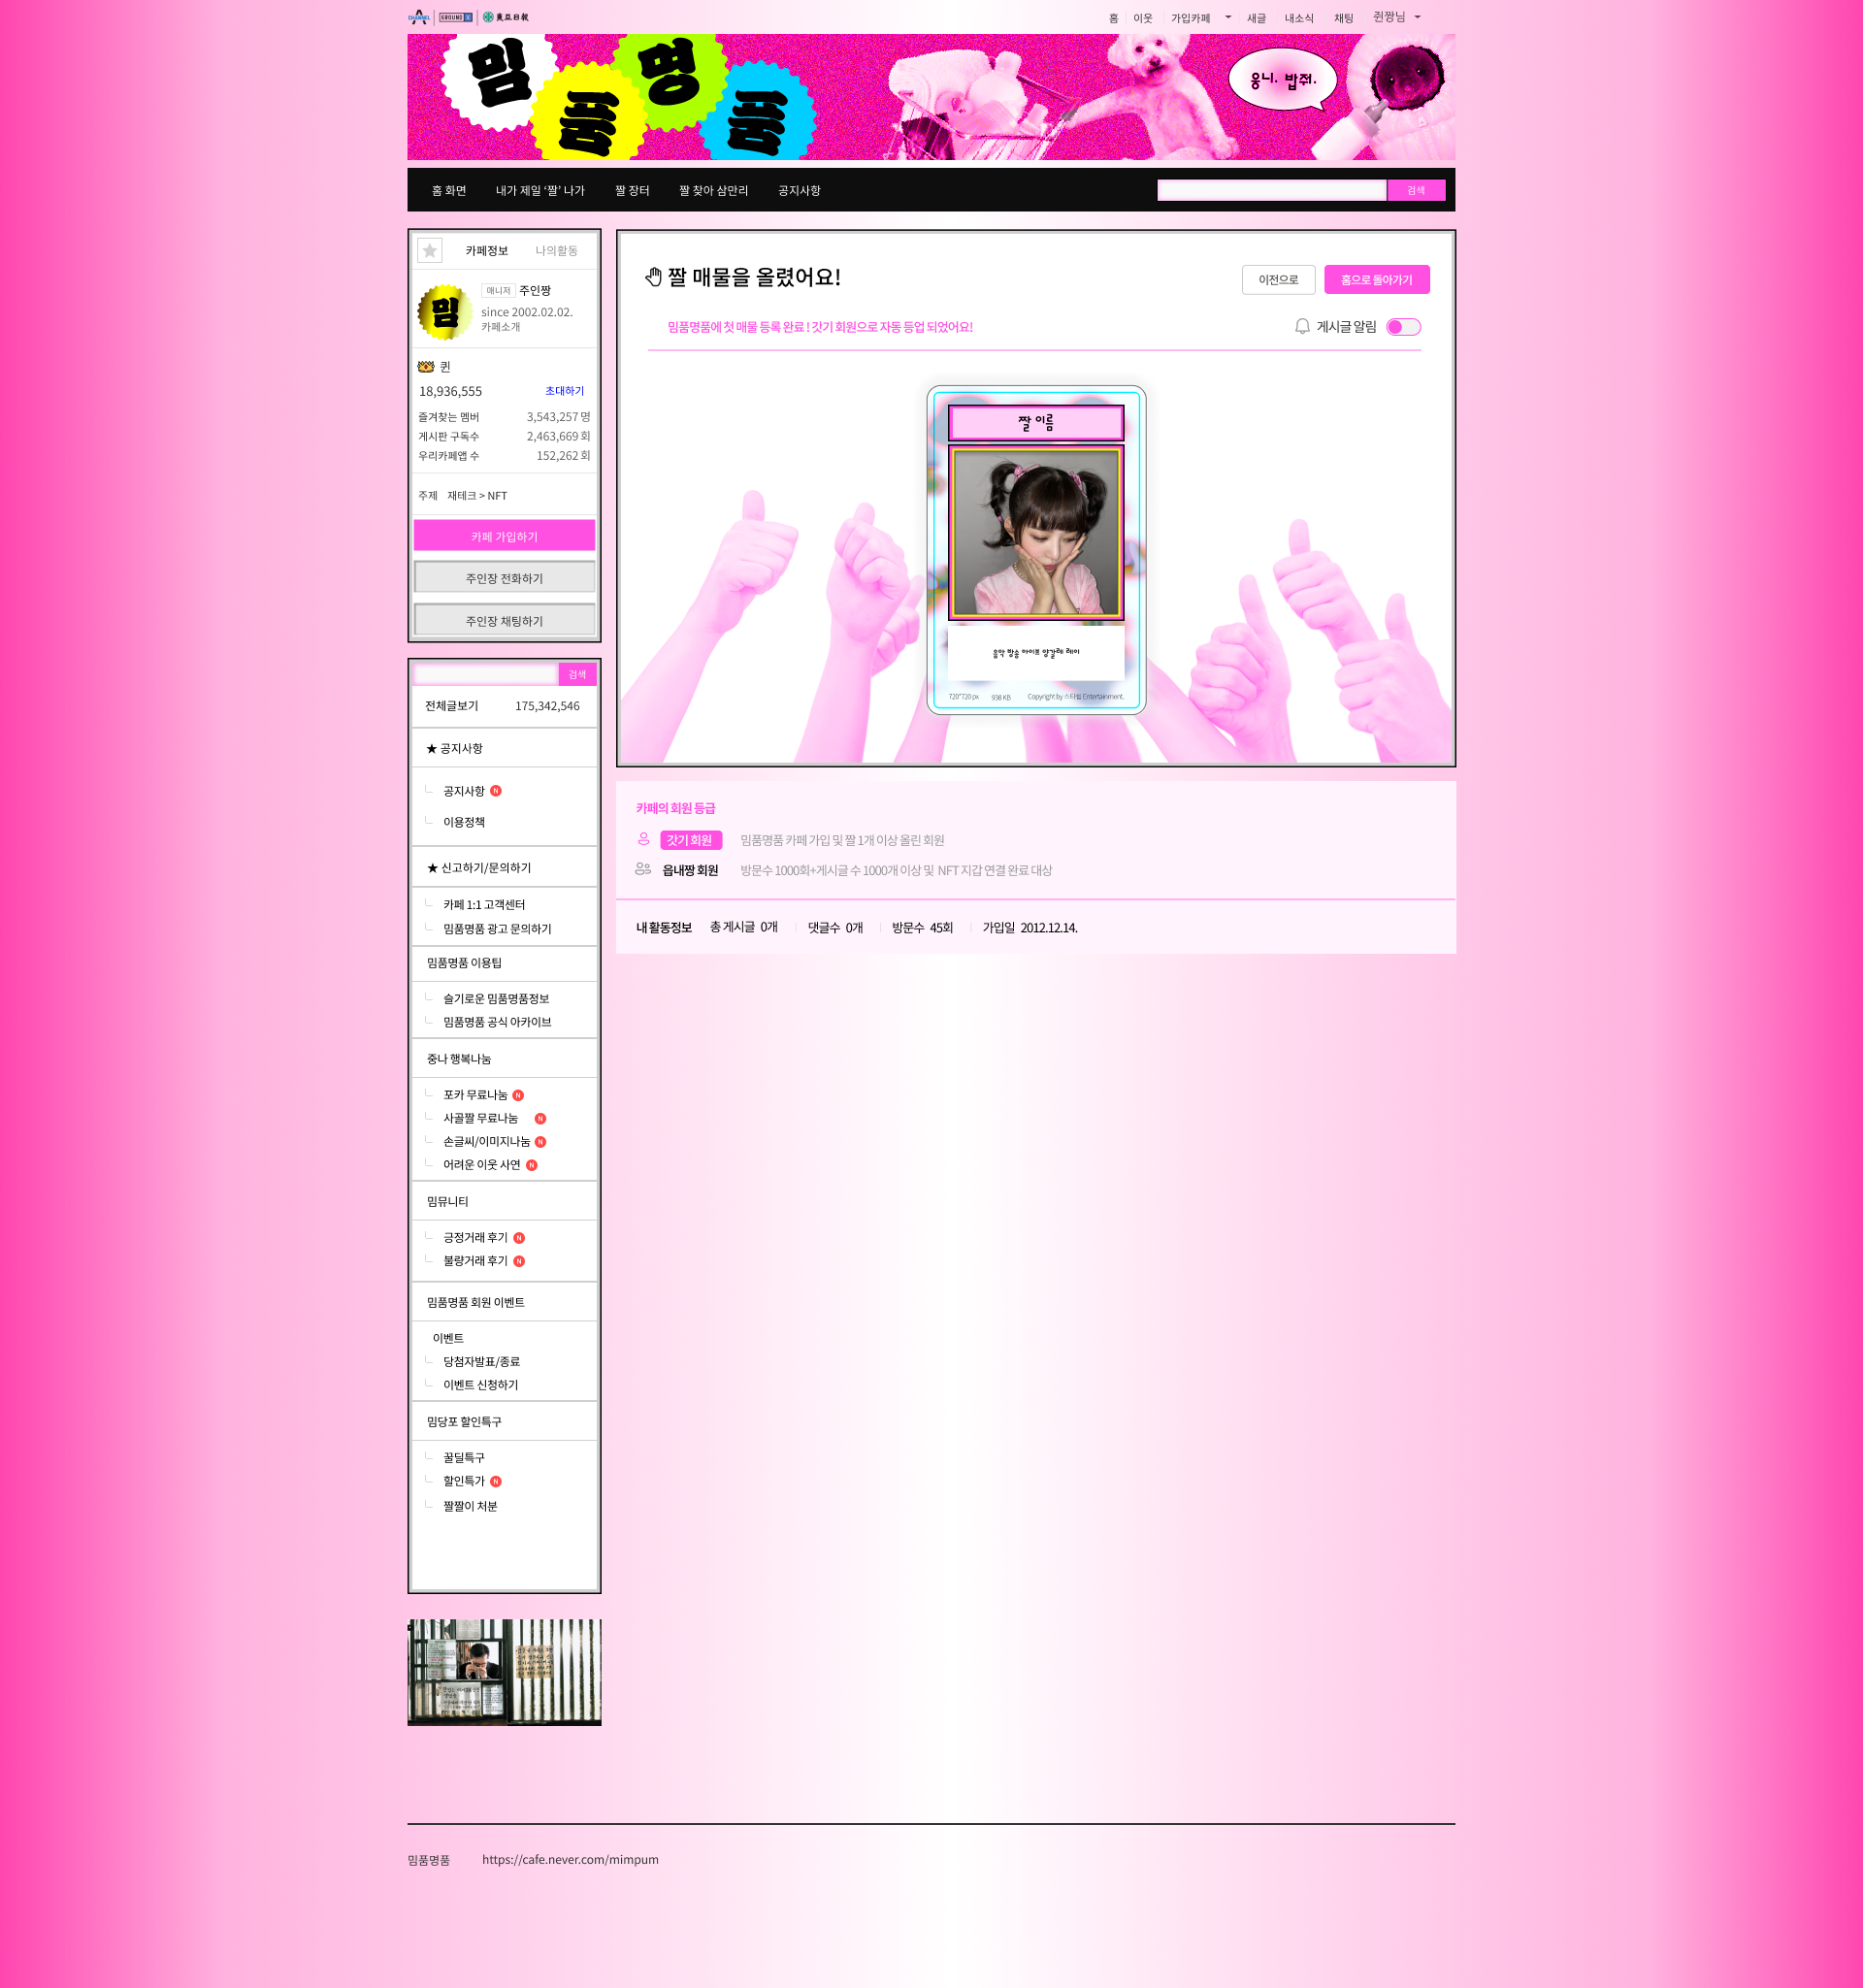 CHANNEL A
GROUND X
東亞日報
홈 이웃 가입카페 새글 내소식 채팅 쥔짱님
밈품명품
웅니. 밥줘.
홈 화면 내가 제일 ‘짤’ 나가 짤 장터 짤 찾아 삼만리 공지사항 검색
카페정보 나의활동
밈
매니저 주인짱
since 2002.02.02.
카페소개
퀸
18,936,555 초대하기
즐겨찾는 멤버 3,543,257 명
게시판 구독수 2,463,669 회
우리카페앱 수 152,262 회
주제 재테크 > NFT
카페 가입하기
주인장 전화하기
주인장 채팅하기
짤 매물을 올렸어요!
이전으로 홈으로 돌아가기
밈품명품에 첫 매물 등록 완료 ! 갓기 회원으로 자동 등업 되었어요!
게시글 알림
짤 이름
음악 방송 아이브 양갈래 레이
720*720 px 936 KB Copyright by 스타쉽 Entertainment.
카페의 회원 등급
갓기 회원 밈품명품 카페 가입 및 짤 1개 이상 올린 회원
읍내짱 회원 방문수 1000회+게시글 수 1000개 이상 및 NFT 지갑 연결 완료 대상
내 활동정보 총 게시글 0개 댓글수 0개 방문수 45회 가입일 2012.12.14.
검색
전체글보기 175,342,546
★ 공지사항
공지사항 N
이용정책
★ 신고하기/문의하기
카페 1:1 고객센터
밈품명품 광고 문의하기
밈품명품 이용팁
슬기로운 밈품명품정보
밈품명품 공식 아카이브
중나 행복나눔
포카 무료나눔 N
사골짤 무료나눔 N
손글씨/이미지나눔 N
어려운 이웃 사연 N
밈뮤니티
긍정거래 후기 N
불량거래 후기 N
밈품명품 회원 이벤트
이벤트
당첨자발표/종료
이벤트 신청하기
밈당포 할인특구
꿀딜특구
할인특가 N
짤짤이 처분
밈품명품 https://cafe.never.com/mimpum